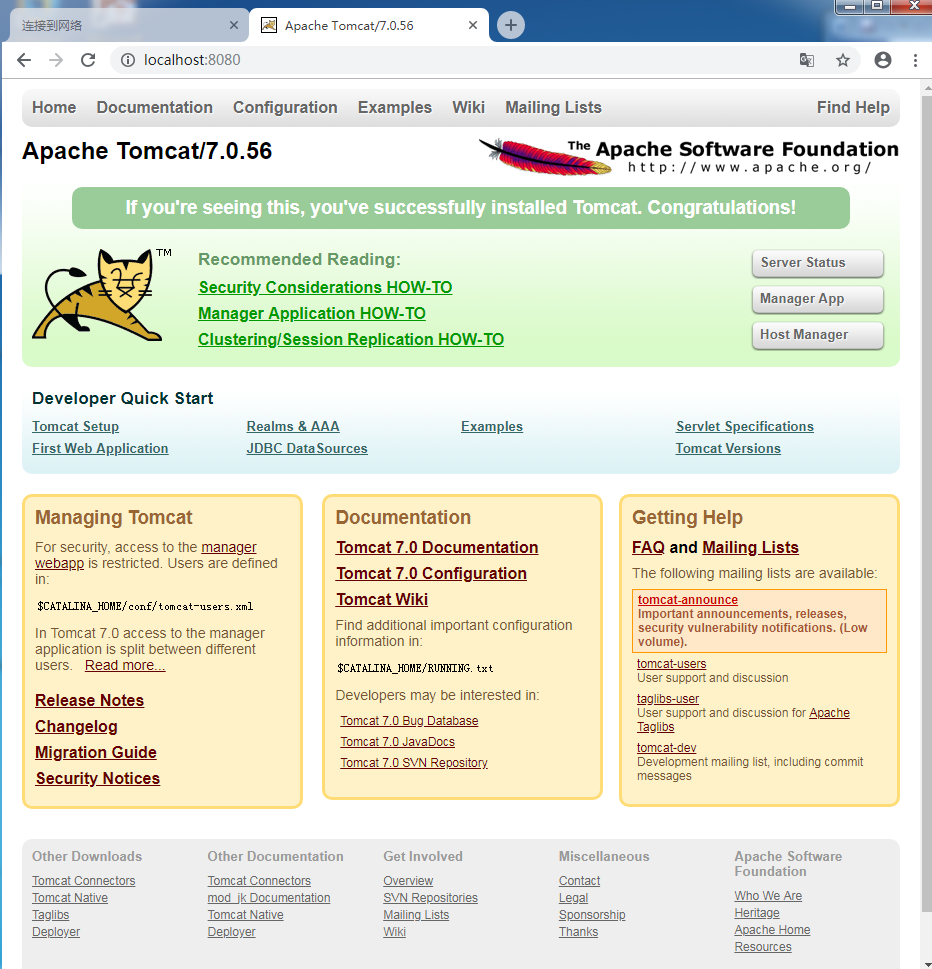 连接到网络
Apache Tomcat/7.0.56
localhost:8080
Home Documentation Configuration Examples Wiki Mailing Lists Find Help
Apache Tomcat/7.0.56
The Apache Software Foundation
http://www.apache.org/
If you're seeing this, you've successfully installed Tomcat. Congratulations!
TM
Recommended Reading:
Security Considerations HOW-TO
Manager Application HOW-TO
Clustering/Session Replication HOW-TO
Server Status
Manager App
Host Manager
Developer Quick Start
Tomcat Setup
First Web Application
Realms & AAA
JDBC DataSources
Examples
Servlet Specifications
Tomcat Versions
Managing Tomcat
For security, access to the manager
webapp is restricted. Users are defined
in:
$CATALINA_HOME/conf/tomcat-users.xml
In Tomcat 7.0 access to the manager
application is split between different
users. Read more...
Release Notes
Changelog
Migration Guide
Security Notices
Documentation
Tomcat 7.0 Documentation
Tomcat 7.0 Configuration
Tomcat Wiki
Find additional important configuration
information in:
$CATALINA_HOME/RUNNING.txt
Developers may be interested in:
Tomcat 7.0 Bug Database
Tomcat 7.0 JavaDocs
Tomcat 7.0 SVN Repository
Getting Help
FAQ and Mailing Lists
The following mailing lists are available:
tomcat-announce
Important announcements, releases,
security vulnerability notifications. (Low
volume).
tomcat-users
User support and discussion
taglibs-user
User support and discussion for Apache
Taglibs
tomcat-dev
Development mailing list, including commit
messages
Other Downloads
Tomcat Connectors
Tomcat Native
Taglibs
Deployer
Other Documentation
Tomcat Connectors
mod_jk Documentation
Tomcat Native
Deployer
Get Involved
Overview
SVN Repositories
Mailing Lists
Wiki
Miscellaneous
Contact
Legal
Sponsorship
Thanks
Apache Software
Foundation
Who We Are
Heritage
Apache Home
Resources